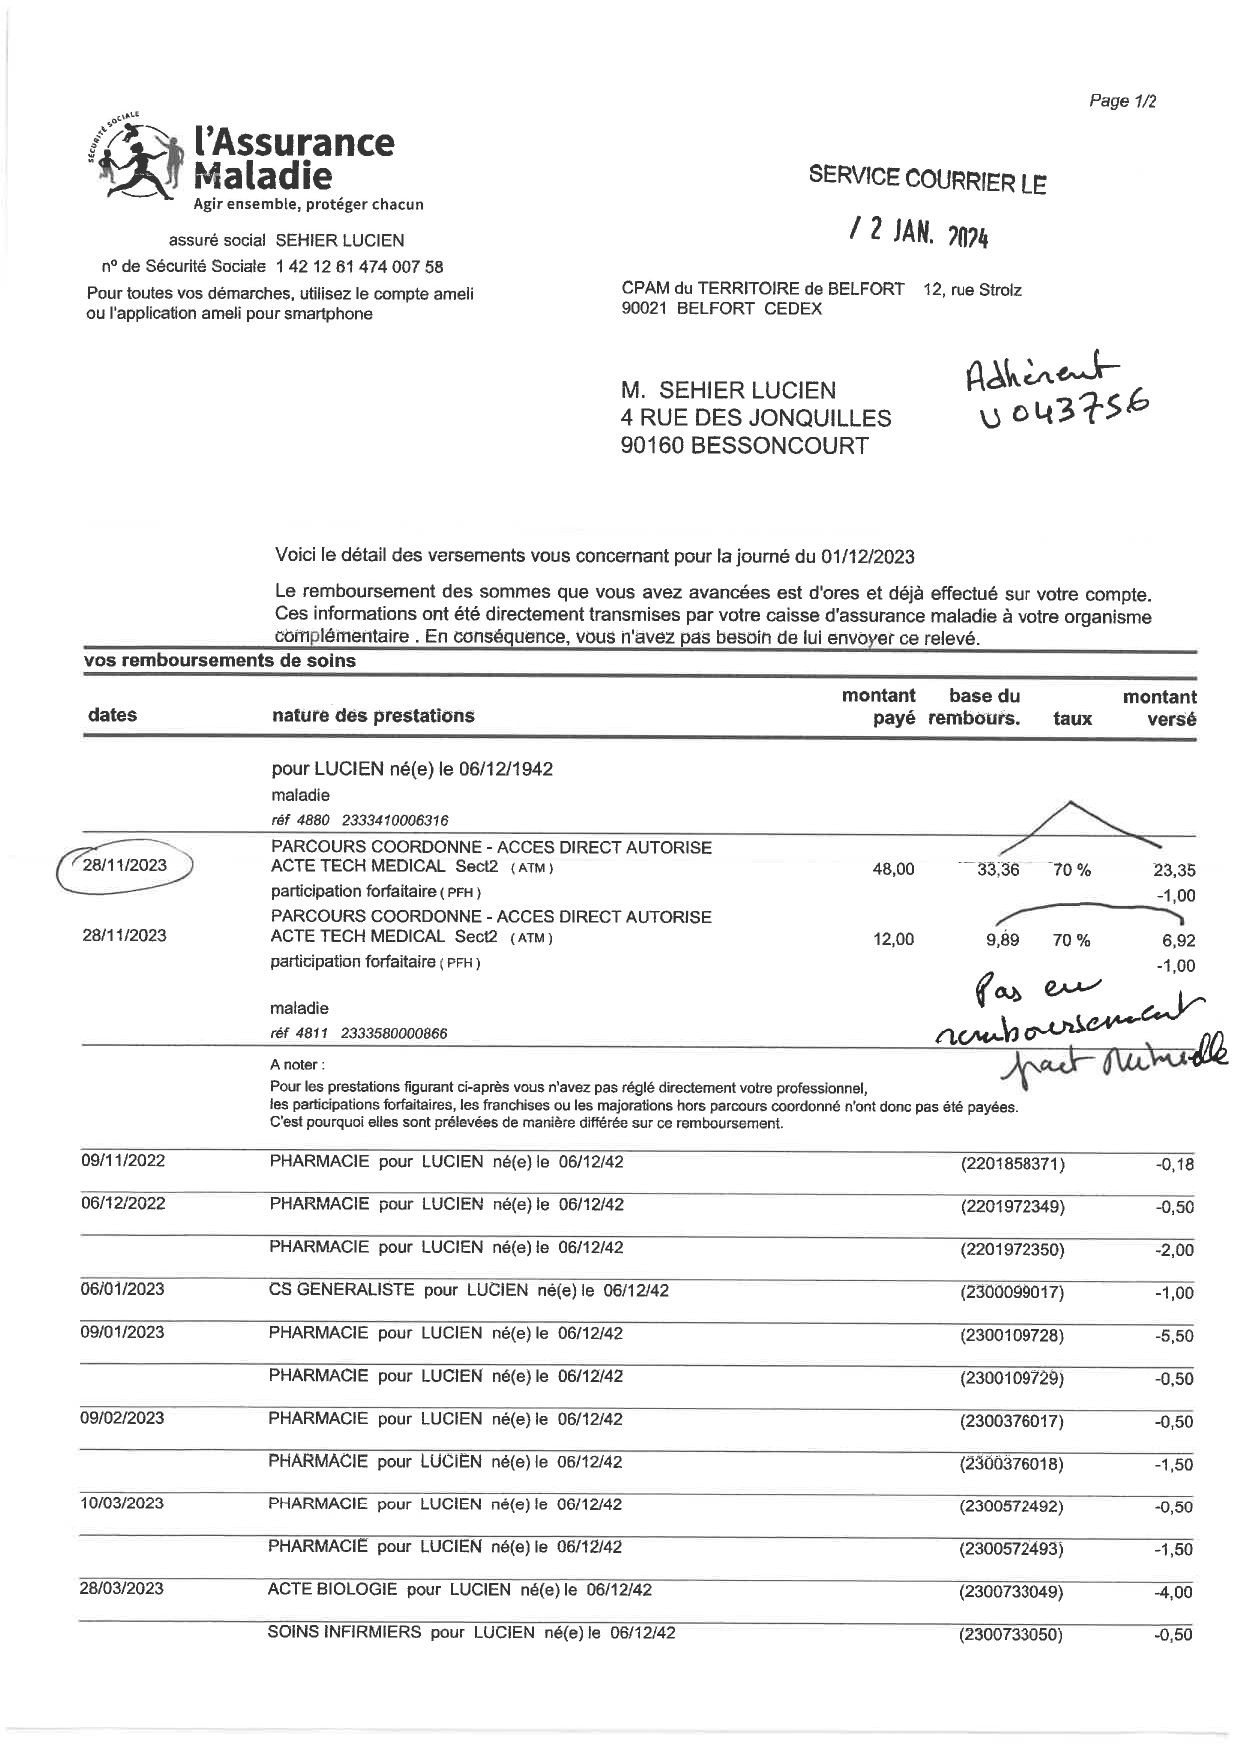 Page 1/2
SÉCURITÉ SOCIALE
l'Assurance
Maladie
Agir ensemble, protéger chacun
SERVICE COURRIER LE
/ 2 JAN. 2024
assuré social SEHIER LUCIEN
n° de Sécurité Sociale 1 42 12 61 474 007 58
Pour toutes vos démarches, utilisez le compte ameli
ou l'application ameli pour smartphone
CPAM du TERRITOIRE de BELFORT 12, rue Strolz
90021 BELFORT CEDEX
Adhèrent
U043756
M. SEHIER LUCIEN
4 RUE DES JONQUILLES
90160 BESSONCOURT
Voici le détail des versements vous concernant pour la journé du 01/12/2023
Le remboursement des sommes que vous avez avancées est d'ores et déjà effectué sur votre compte.
Ces informations ont été directement transmises par votre caisse d'assurance maladie à votre organisme
complémentaire . En conséquence, vous n'avez pas besoin de lui envoyer ce relevé.
vos remboursements de soins
dates nature des prestations montant payé base du rembours. taux montant versé
pour LUCIEN né(e) le 06/12/1942
maladie
réf 4880 2333410006316
PARCOURS COORDONNE - ACCES DIRECT AUTORISE
28/11/2023 ACTE TECH MEDICAL Sect2 (ATM) 48,00 33,36 70 % 23,35
participation forfaitaire (PFH) -1,00
PARCOURS COORDONNE - ACCES DIRECT AUTORISE
28/11/2023 ACTE TECH MEDICAL Sect2 (ATM) 12,00 9,89 70 % 6,92
participation forfaitaire (PFH) -1,00
Pas eu
remboursement
part Mutuelle
maladie
réf 4811 2333580000866
A noter :
Pour les prestations figurant ci-après vous n'avez pas réglé directement votre professionnel,
les participations forfaitaires, les franchises ou les majorations hors parcours coordonné n'ont donc pas été payées.
C'est pourquoi elles sont prélevées de manière différée sur ce remboursement.
09/11/2022 PHARMACIE pour LUCIEN né(e) le 06/12/42 (2201858371) -0,18
06/12/2022 PHARMACIE pour LUCIEN né(e) le 06/12/42 (2201972349) -0,50
PHARMACIE pour LUCIEN né(e) le 06/12/42 (2201972350) -2,00
06/01/2023 CS GENERALISTE pour LUCIEN né(e) le 06/12/42 (2300099017) -1,00
09/01/2023 PHARMACIE pour LUCIEN né(e) le 06/12/42 (2300109728) -5,50
PHARMACIE pour LUCIEN né(e) le 06/12/42 (2300109729) -0,50
09/02/2023 PHARMACIE pour LUCIEN né(e) le 06/12/42 (2300376017) -0,50
PHARMACIE pour LUCIEN né(e) le 06/12/42 (2300376018) -1,50
10/03/2023 PHARMACIE pour LUCIEN né(e) le 06/12/42 (2300572492) -0,50
PHARMACIE pour LUCIEN né(e) le 06/12/42 (2300572493) -1,50
28/03/2023 ACTE BIOLOGIE pour LUCIEN né(e) le 06/12/42 (2300733049) -4,00
SOINS INFIRMIERS pour LUCIEN né(e) le 06/12/42 (2300733050) -0,50